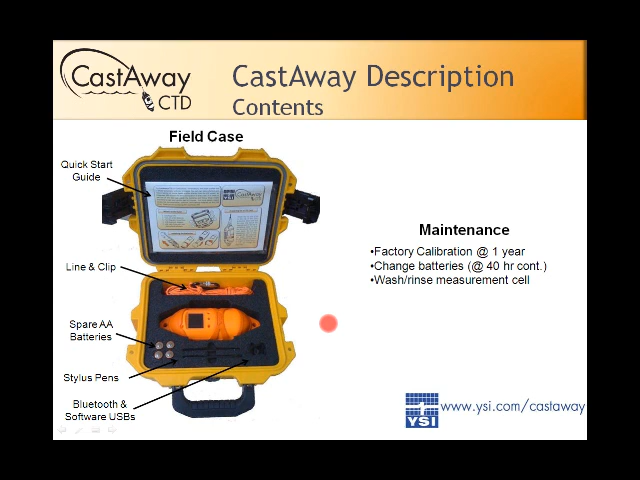 CastAway
CTD
CastAway Description
Contents
Field Case
Quick Start
Guide
Line & Clip
Spare AA
Batteries
Stylus Pens
Bluetooth &
Software USBs
Maintenance
•Factory Calibration @ 1 year
•Change batteries (@ 40 hr cont.)
•Wash/rinse measurement cell
YSI
www.ysi.com/castaway